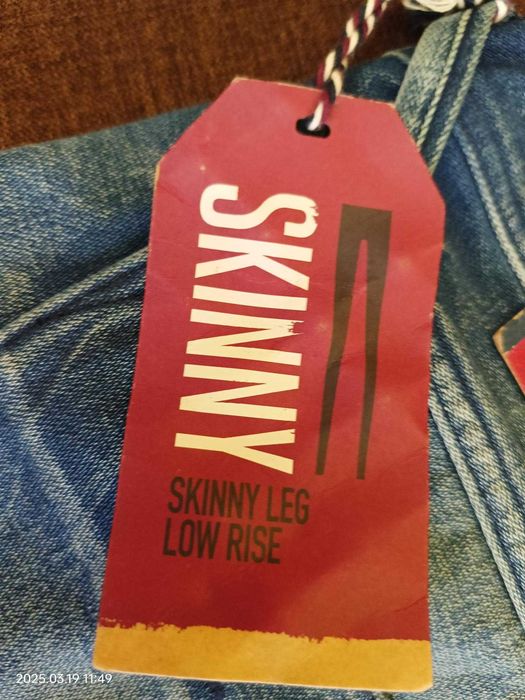 SKINNY
SKINNY LEG
LOW RISE
2025.03.19 11:49